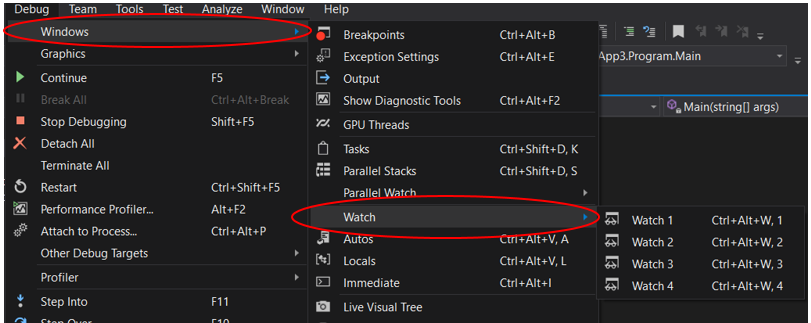 Debug Team Tools Test Analyze Window Help
Windows
Graphics
Continue F5
Break All Ctrl+Alt+Break
Stop Debugging Shift+F5
Detach All
Terminate All
Restart Ctrl+Shift+F5
Performance Profiler... Alt+F2
Attach to Process... Ctrl+Alt+P
Other Debug Targets
Profiler
Step Into F11
Step Over F10
Breakpoints Ctrl+Alt+B
Exception Settings Ctrl+Alt+E
Output
Show Diagnostic Tools Ctrl+Alt+F2
GPU Threads
Tasks Ctrl+Shift+D, K
Parallel Stacks Ctrl+Shift+D, S
Parallel Watch
Watch
Autos Ctrl+Alt+V, A
Locals Ctrl+Alt+V, L
Immediate Ctrl+Alt+I
Live Visual Tree
App3.Program.Main
Main(string[] args)
Watch 1 Ctrl+Alt+W, 1
Watch 2 Ctrl+Alt+W, 2
Watch 3 Ctrl+Alt+W, 3
Watch 4 Ctrl+Alt+W, 4